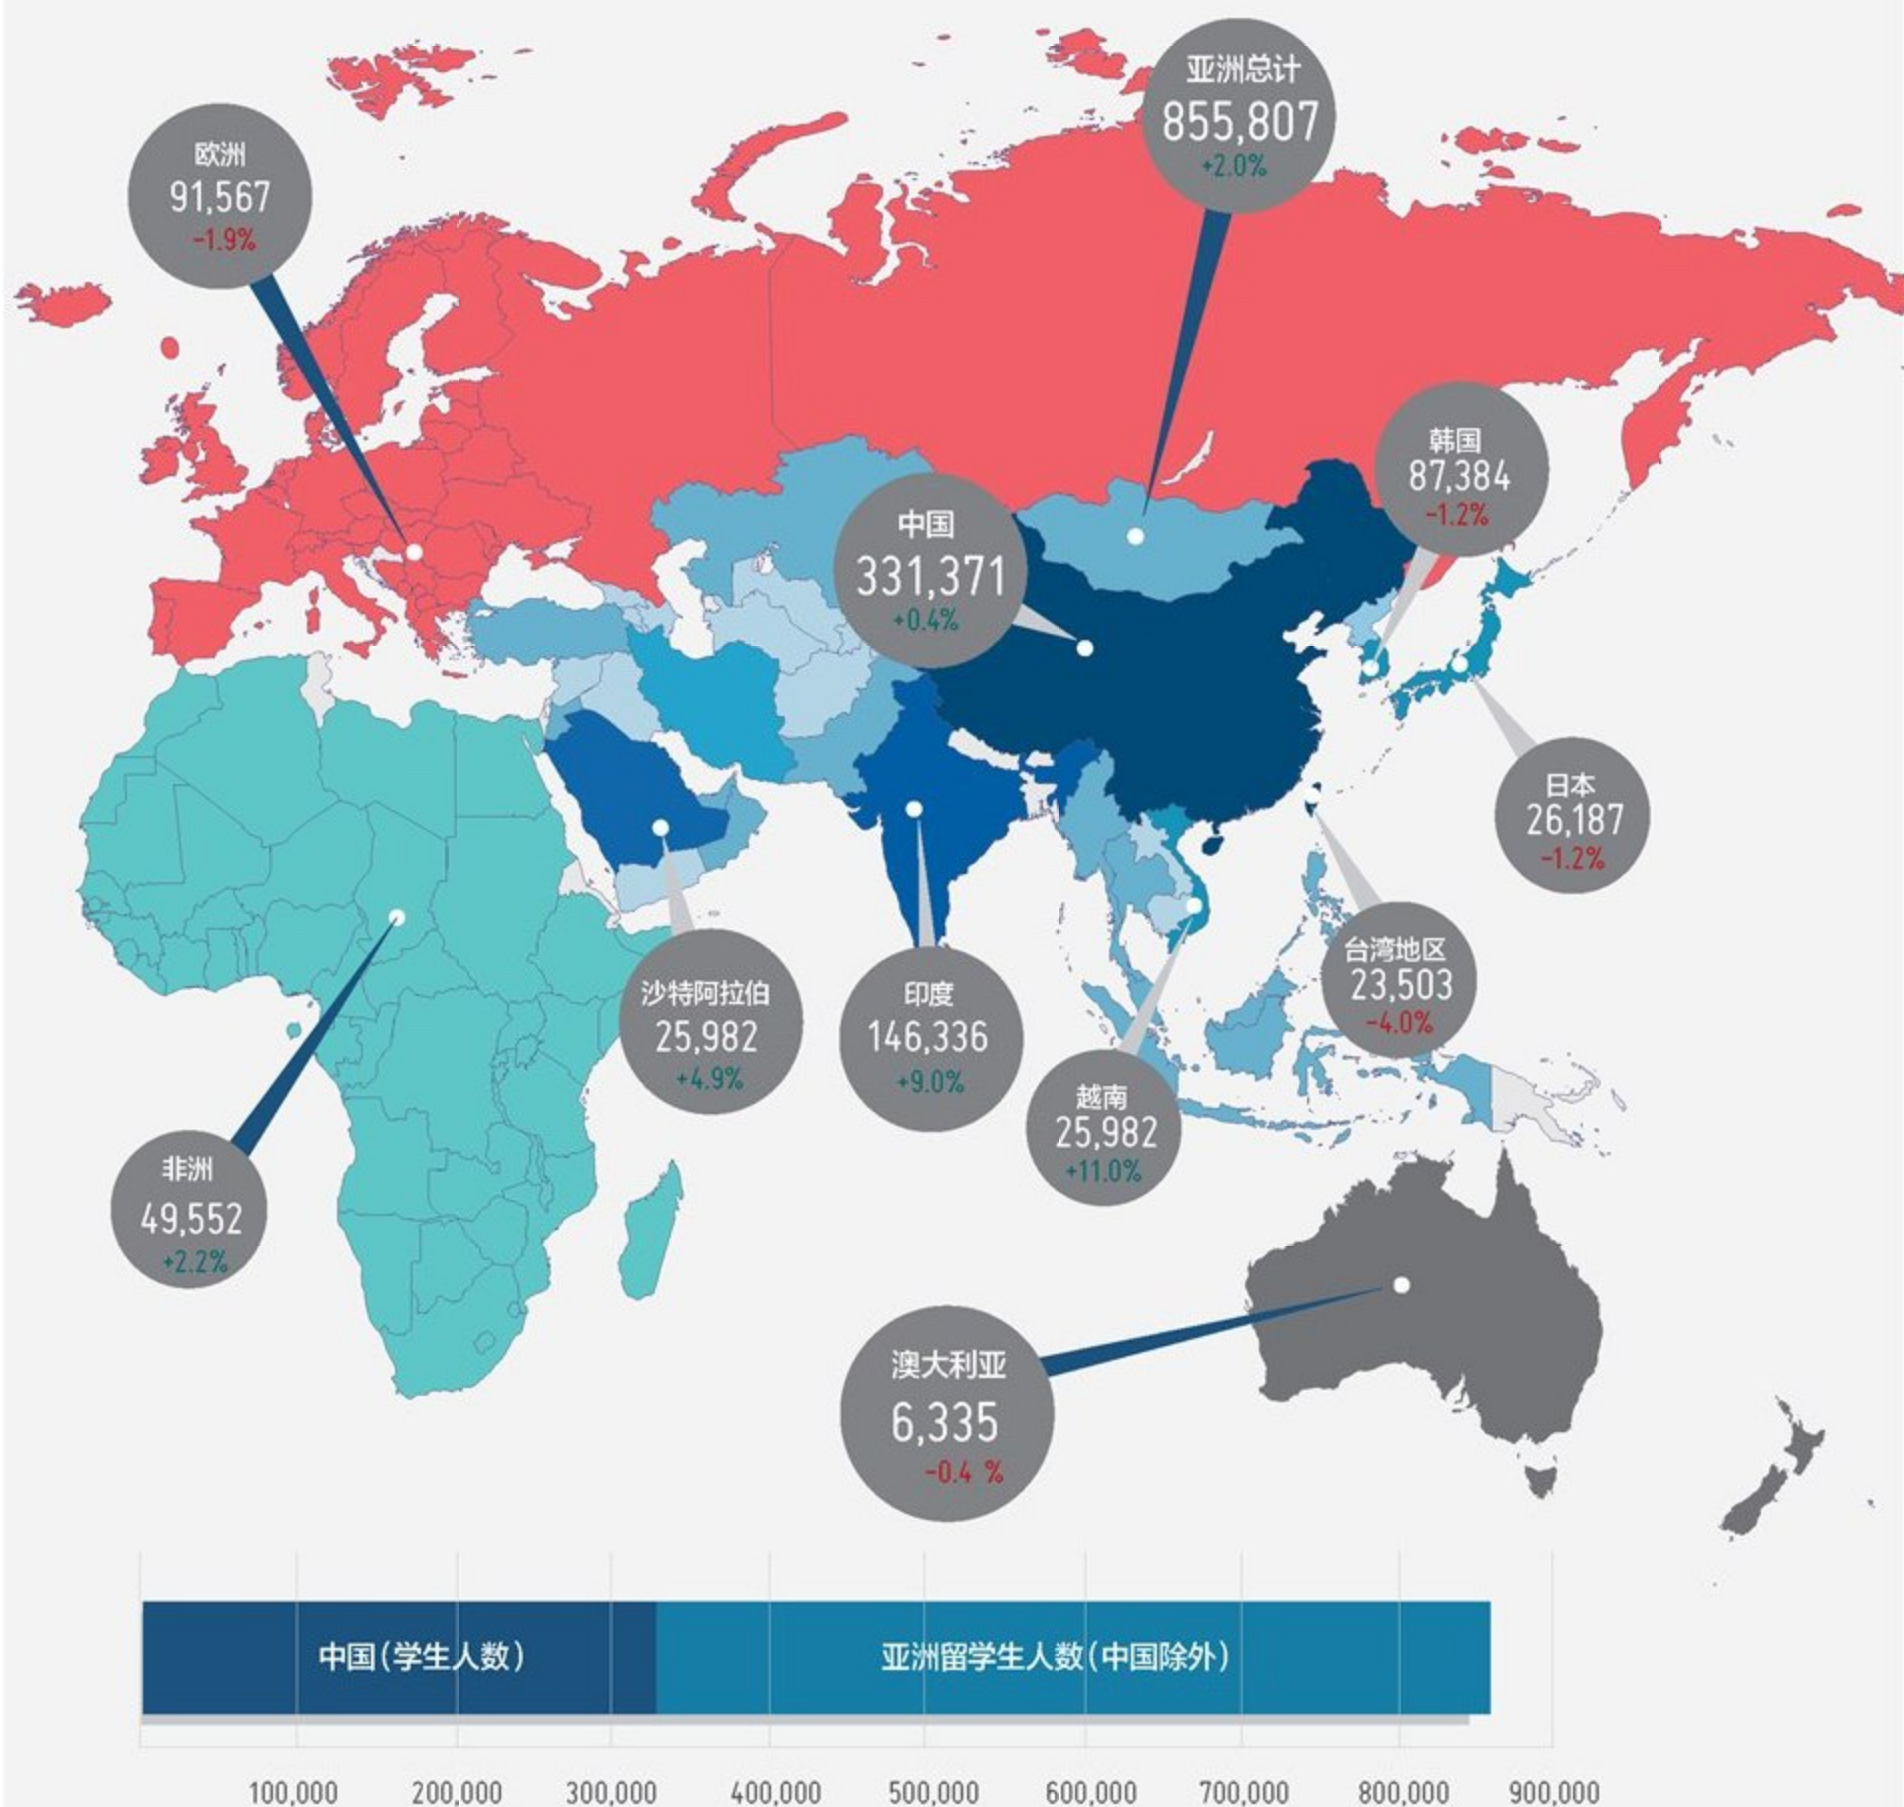 亚洲总计
855,807
+2.0%
欧洲
91,567
-1.9%
韩国
87,384
-1.2%
中国
331,371
+0.4%
日本
26,187
-1.2%
台湾地区
23,503
-4.0%
沙特阿拉伯
25,982
+4.9%
印度
146,336
+9.0%
越南
25,982
+11.0%
非洲
49,552
+2.2%
澳大利亚
6,335
-0.4 %
中国(学生人数)
亚洲留学生人数(中国除外)
100,000 200,000 300,000 400,000 500,000 600,000 700,000 800,000 900,000